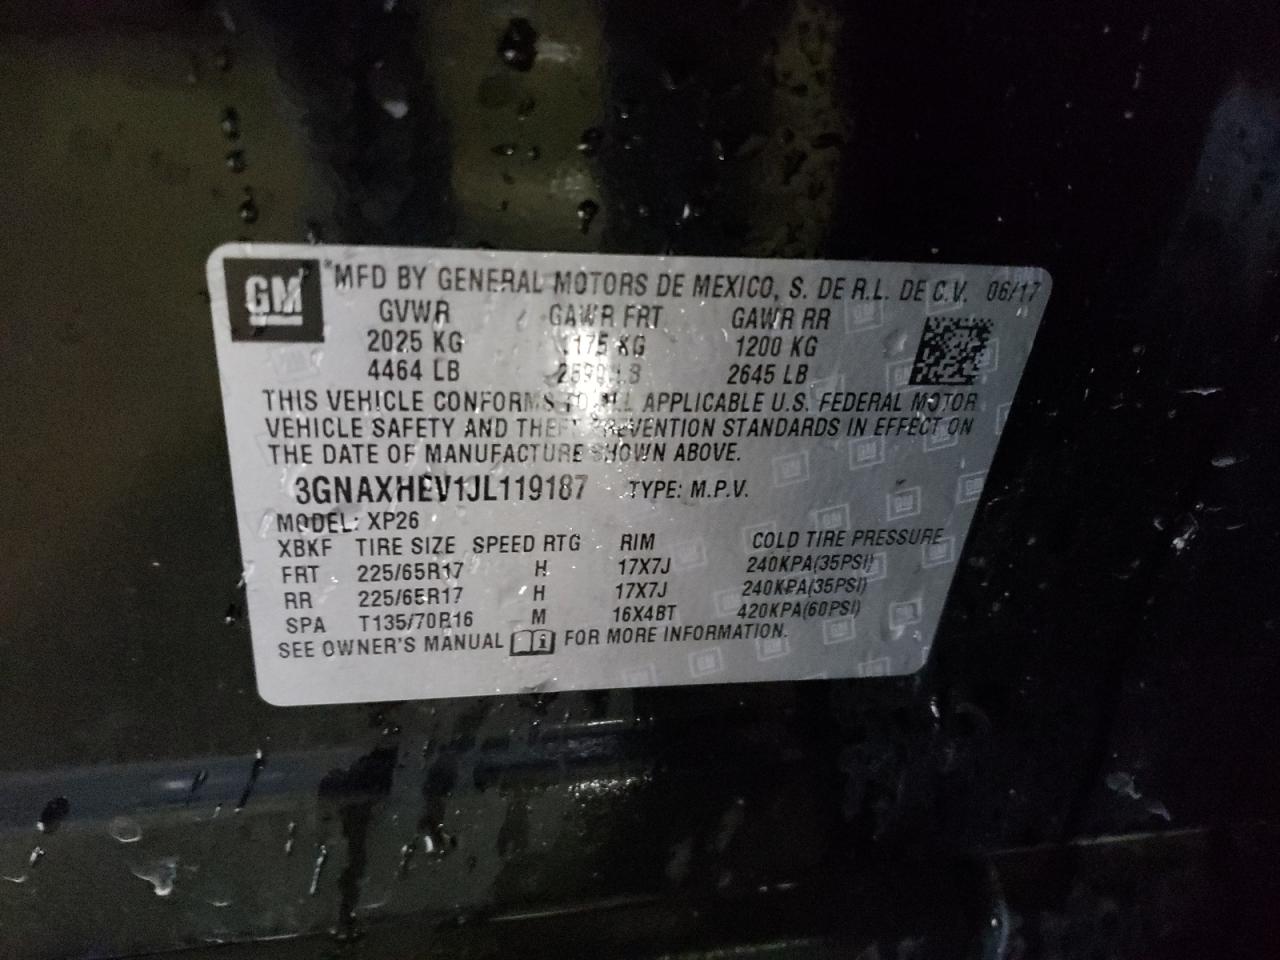 GM
*MFD BY GENERAL MOTORS DE MEXICO, S. DE R.L. DE C.V. 06/17
GVWR GAWR FRT GAWR RR
2025 KG 1175 KG 1200 KG
4464 LB 2590 LB 2645 LB
THIS VEHICLE CONFORMS TO ALL APPLICABLE U.S. FEDERAL MOTOR
VEHICLE SAFETY AND THEFT PREVENTION STANDARDS IN EFFECT ON
THE DATE OF MANUFACTURE SHOWN ABOVE.
3GNAXHEV1JL119187 TYPE: M.P.V.
MODEL: XP26
XBKF TIRE SIZE SPEED RTG RIM COLD TIRE PRESSURE
FRT 225/65R17 H 17X7J 240KPA(35PSI)
RR 225/65R17 H 17X7J 240KPA(35PSI)
SPA T135/70R16 M 16X4BT 420KPA(60PSI)
SEE OWNER'S MANUAL FOR MORE INFORMATION.